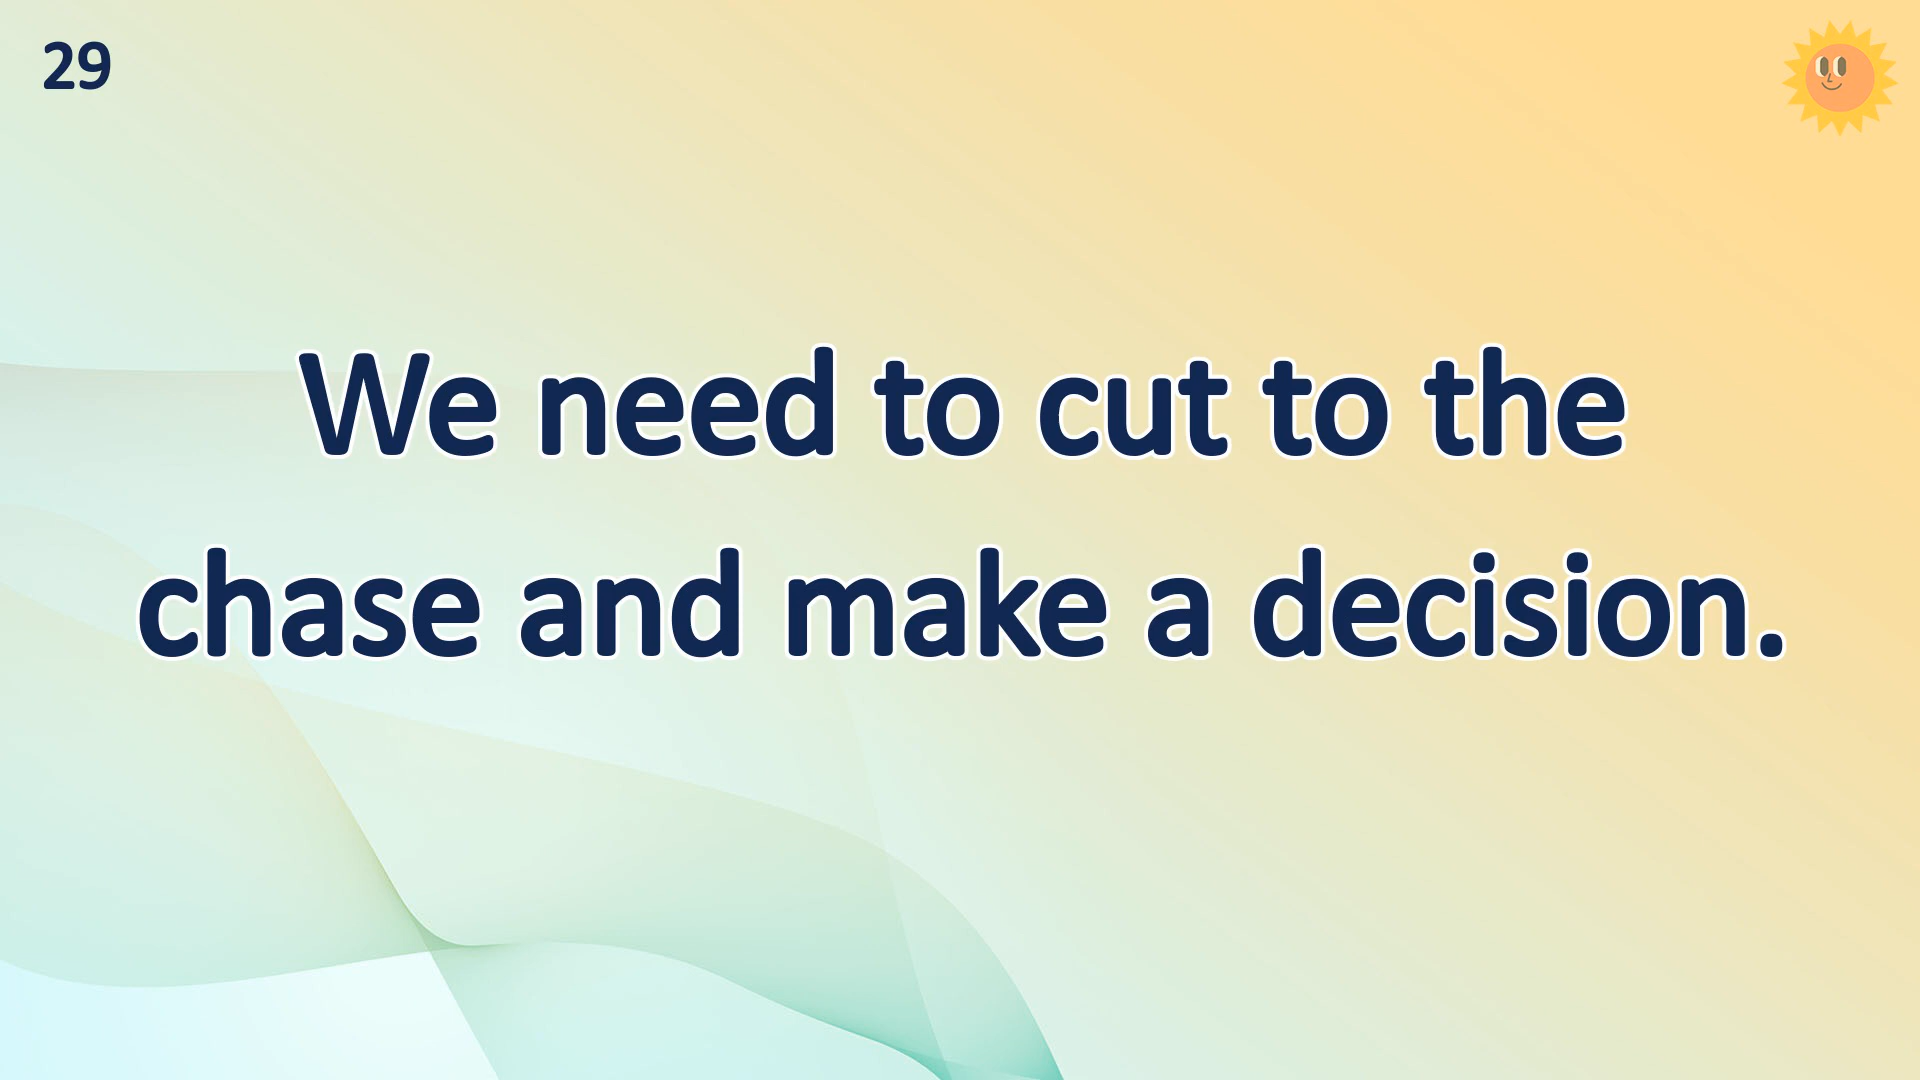 29
We need to cut to the
chase and make a decision.